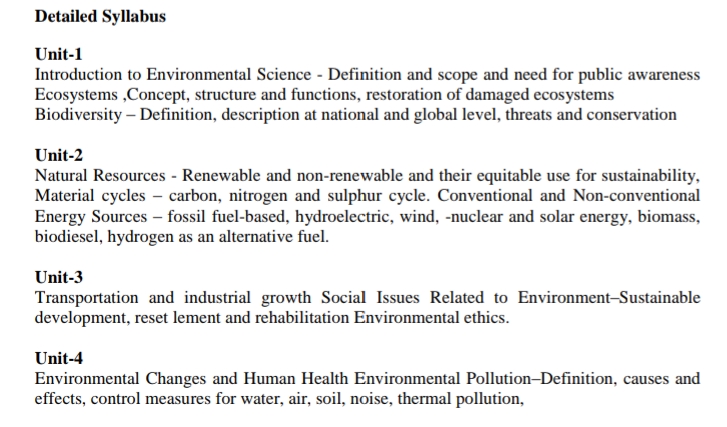 Detailed Syllabus
Unit-1
Introduction to Environmental Science - Definition and scope and need for public awareness
Ecosystems ,Concept, structure and functions, restoration of damaged ecosystems
Biodiversity – Definition, description at national and global level, threats and conservation
Unit-2
Natural Resources - Renewable and non-renewable and their equitable use for sustainability,
Material cycles – carbon, nitrogen and sulphur cycle. Conventional and Non-conventional
Energy Sources – fossil fuel-based, hydroelectric, wind, -nuclear and solar energy, biomass,
biodiesel, hydrogen as an alternative fuel.
Unit-3
Transportation and industrial growth Social Issues Related to Environment–Sustainable
development, reset lement and rehabilitation Environmental ethics.
Unit-4
Environmental Changes and Human Health Environmental Pollution–Definition, causes and
effects, control measures for water, air, soil, noise, thermal pollution,